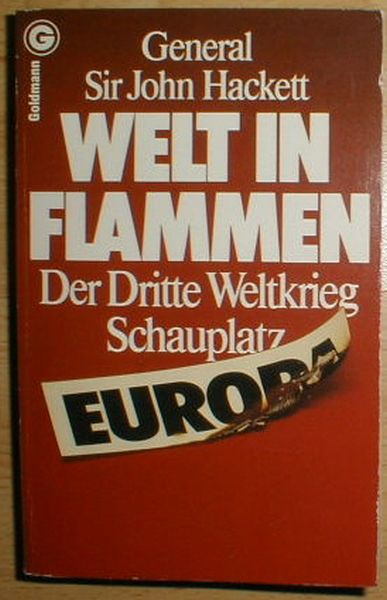 Goldmann
General
Sir John Hackett
WELT IN
FLAMMEN
Der Dritte Weltkrieg
Schauplatz
EUROPA